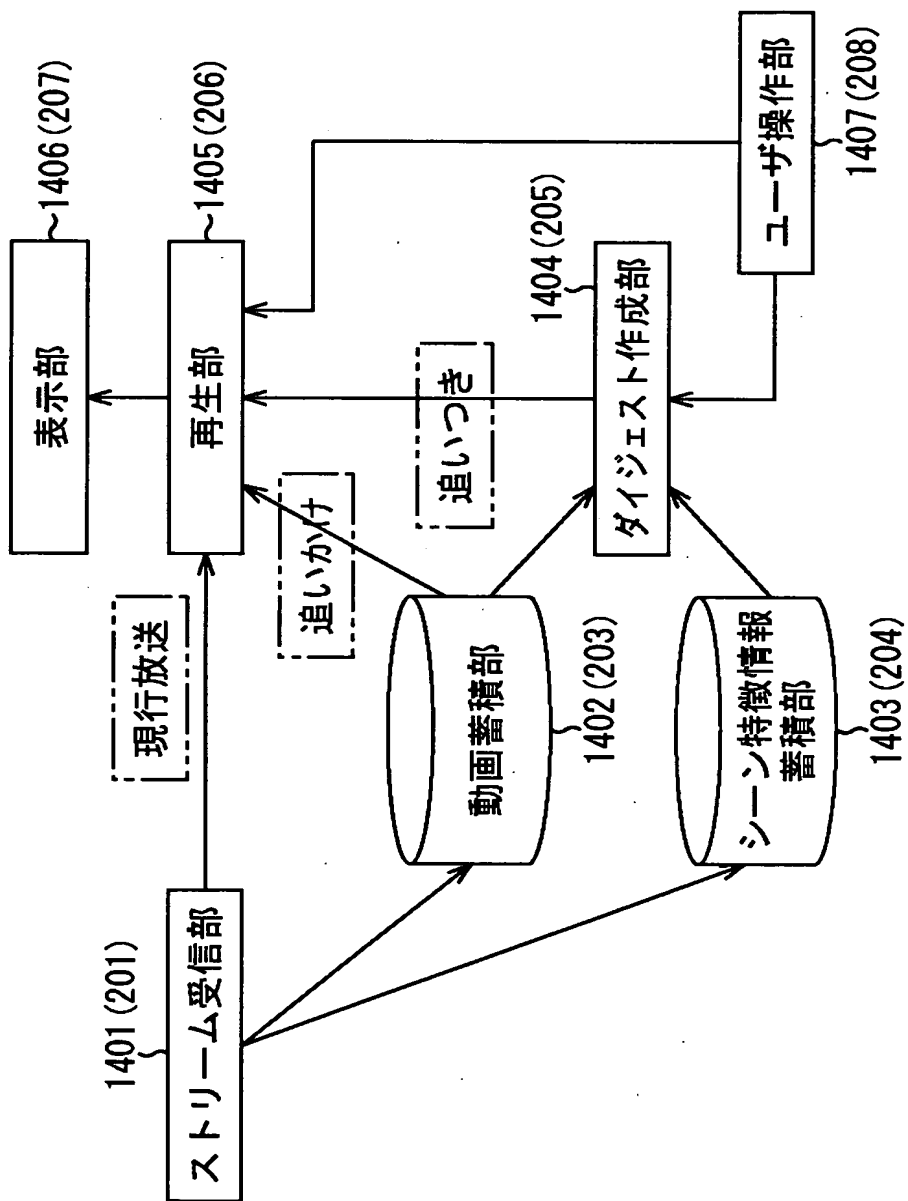 1401(201)
ストリーム受信部
現行放送
1406(207)
表示部
1405(206)
再生部
追いかけ
追いつき
1404(205)
ダイジェスト作成部
動画蓄積部
1402(203)
シーン特徴情報
蓄積部
1403(204)
ユーザ操作部
1407(208)